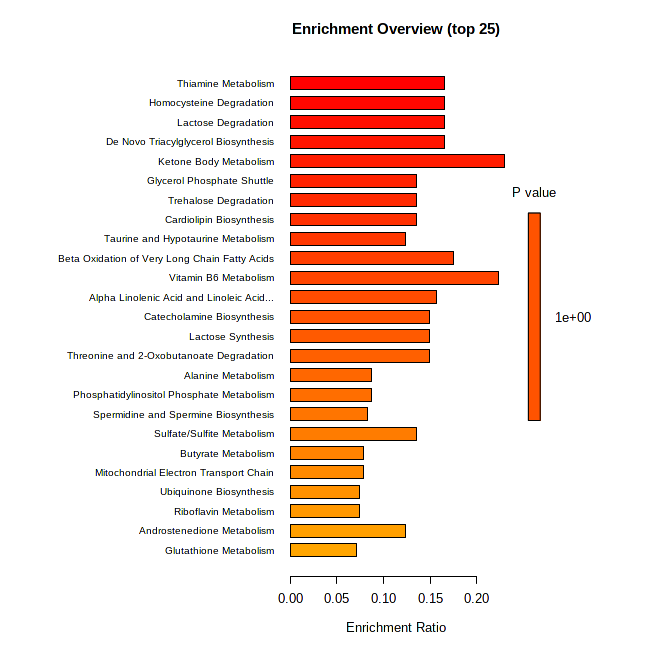 Enrichment Overview (top 25)
Thiamine Metabolism
Homocysteine Degradation
Lactose Degradation
De Novo Triacylglycerol Biosynthesis
Ketone Body Metabolism
Glycerol Phosphate Shuttle
Trehalose Degradation
Cardiolipin Biosynthesis
Taurine and Hypotaurine Metabolism
Beta Oxidation of Very Long Chain Fatty Acids
Vitamin B6 Metabolism
Alpha Linolenic Acid and Linoleic Acid...
Catecholamine Biosynthesis
Lactose Synthesis
Threonine and 2-Oxobutanoate Degradation
Alanine Metabolism
Phosphatidylinositol Phosphate Metabolism
Spermidine and Spermine Biosynthesis
Sulfate/Sulfite Metabolism
Butyrate Metabolism
Mitochondrial Electron Transport Chain
Ubiquinone Biosynthesis
Riboflavin Metabolism
Androstenedione Metabolism
Glutathione Metabolism
P value
1e+00
0.00 0.05 0.10 0.15 0.20
Enrichment Ratio